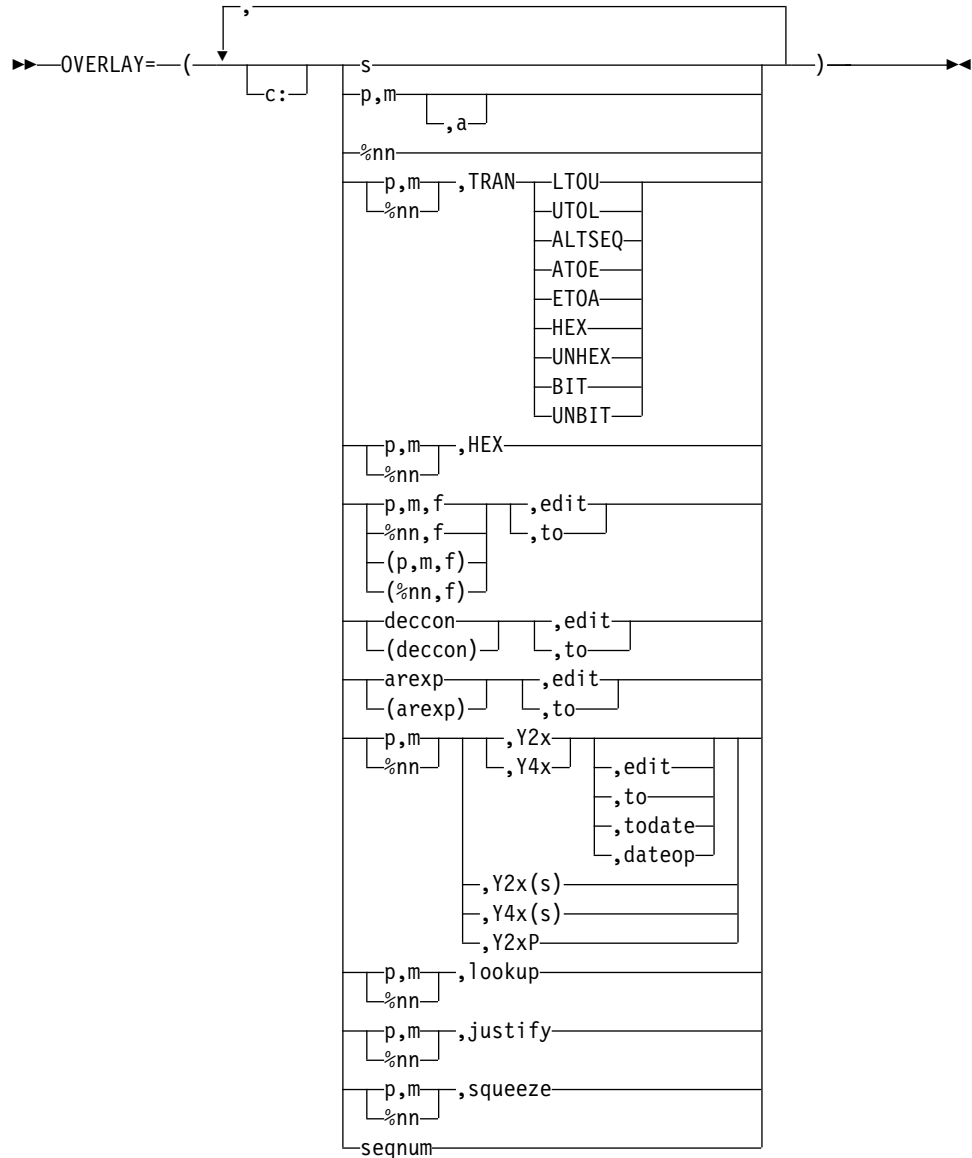 ,
OVERLAY=(
c:
s
)
p,m
,a
%nn
p,m ,TRAN LTOU
%nn UTOL
ALTSEQ
ATOE
ETOA
HEX
UNHEX
BIT
UNBIT
p,m ,HEX
%nn
p,m,f ,edit
%nn,f ,to
(p,m,f)
(%nn,f)
deccon ,edit
(deccon) ,to
arexp ,edit
(arexp) ,to
p,m ,Y2x
%nn ,Y4x ,edit
,to
,todate
,dateop
,Y2x(s)
,Y4x(s)
,Y2xP
p,m ,lookup
%nn
p,m ,justify
%nn
p,m ,squeeze
%nn
seqnum